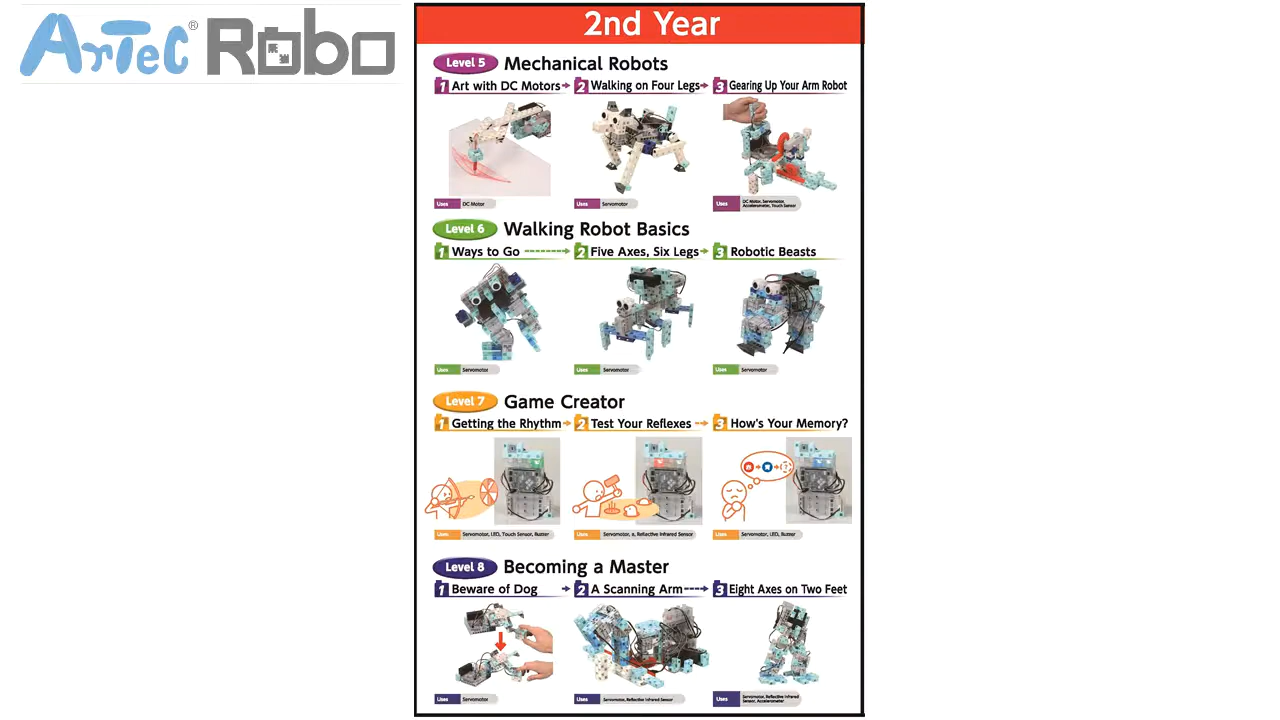 ArTec® Robo
2nd Year
Level 5 Mechanical Robots
1 Art with DC Motors
2 Walking on Four Legs
3 Gearing Up Your Arm Robot
Uses DC Motor
Uses Servomotor
Uses DC Motor, Servomotor,
Accelerometer, Touch Sensor
Level 6 Walking Robot Basics
1 Ways to Go
2 Five Axes, Six Legs
3 Robotic Beasts
Uses Servomotor
Uses Servomotor
Uses Servomotor
Level 7 Game Creator
1 Getting the Rhythm
2 Test Your Reflexes
3 How's Your Memory?
?
Uses Servomotor, LED, Touch Sensor, Buzzer
Uses Servomotor, a, Reflective Infrared Sensor
Uses Servomotor, LED, Buzzer
Level 8 Becoming a Master
1 Beware of Dog
2 A Scanning Arm
3 Eight Axes on Two Feet
Uses Servomotor
Uses Servomotor, Reflective Infrared Sensor
Uses Servomotor, Reflective Infrared
Sensor, Accelerometer